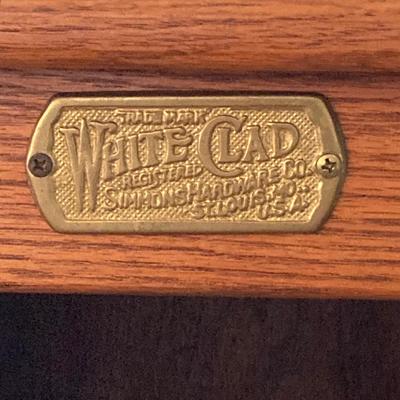 TRADE MARK
WHITE CLAD
REGISTERED
SIMMONS HARDWARE CO.
ST. LOUIS, MO.,
U.S.A.